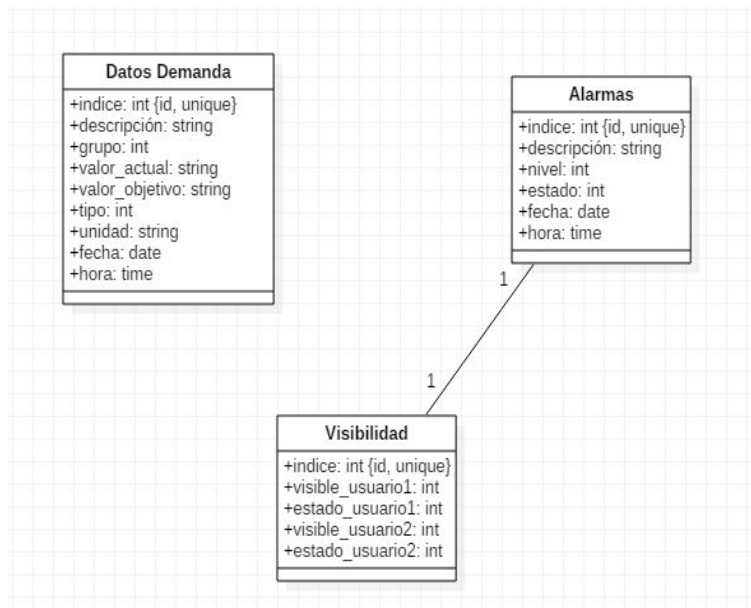 Datos Demanda
+indice: int {id, unique}
+descripción: string
+grupo: int
+valor_actual: string
+valor_objetivo: string
+tipo: int
+unidad: string
+fecha: date
+hora: time
Alarmas
+indice: int {id, unique}
+descripción: string
+nivel: int
+estado: int
+fecha: date
+hora: time
1
1
Visibilidad
+indice: int {id, unique}
+visible_usuario1: int
+estado_usuario1: int
+visible_usuario2: int
+estado_usuario2: int